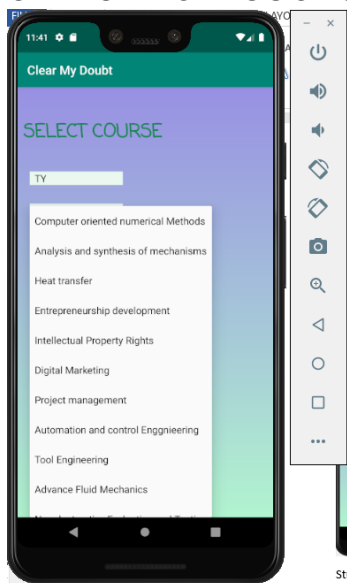 11:41
Clear My Doubt
SELECT COURSE
TY
Computer oriented numerical Methods
Analysis and synthesis of mechanisms
Heat transfer
Entrepreneurship development
Intellectual Property Rights
Digital Marketing
Project management
Automation and control Enggnieering
Tool Engineering
Advance Fluid Mechanics